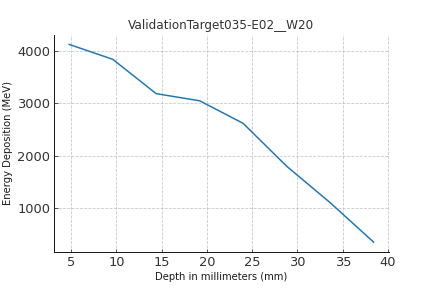 ValidationTarget035-E02__W20
Energy Deposition (MeV)
4000
3000
2000
1000
5 10 15 20 25 30 35 40
Depth in millimeters (mm)